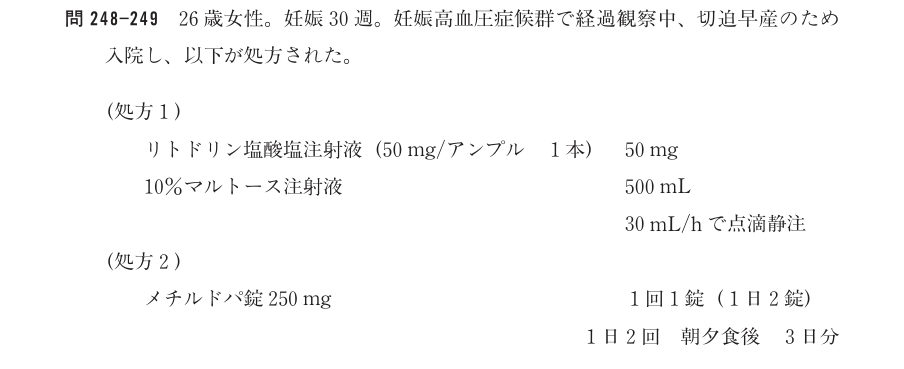 問 248−249　26 歳女性。妊娠 30 週。妊娠高血圧症候群で経過観察中、切迫早産のため
入院し、以下が処方された。
(処方 1 )
リトドリン塩酸塩注射液 (50 mg/アンプル　1 本)　50 mg
10％マルトース注射液　500 mL
30 mL/h で点滴静注
(処方 2 )
メチルドパ錠 250 mg　1 回 1 錠 ( 1 日 2 錠)
1 日 2 回　朝夕食後　3 日分